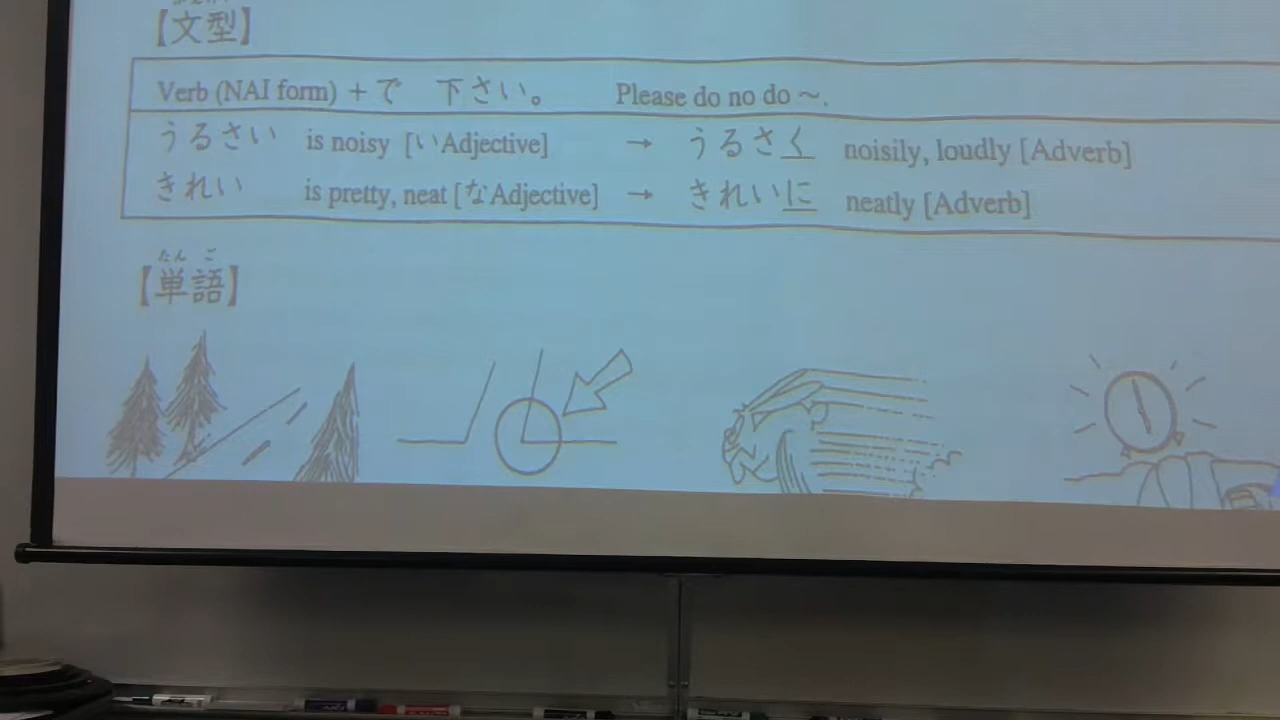 【文型】
Verb (NAI form) + で 下さい。 Please do no do ～.
うるさい is noisy [いAdjective] → うるさく noisily, loudly [Adverb]
きれい is pretty, neat [なAdjective] → きれいに neatly [Adverb]
たん ご
【単語】